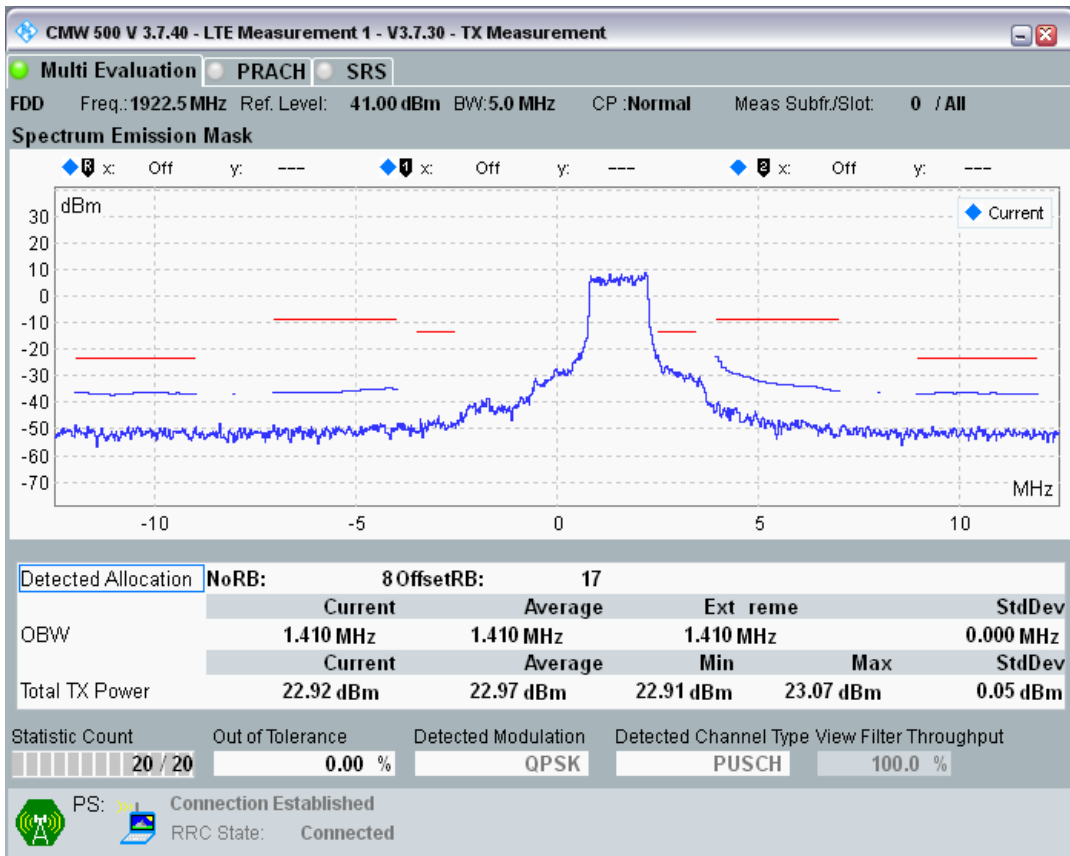 CMW 500 V 3.7.40 - LTE Measurement 1 - V3.7.30 - TX Measurement
Multi Evaluation PRACH SRS
FDD Freq.: 1922.5 MHz Ref. Level: 41.00 dBm BW: 5.0 MHz CP : Normal Meas Subfr./Slot: 0 / All
Spectrum Emission Mask
R x: Off y: --- 1 x: Off y: --- 2 x: Off y: ---
dBm
Current
30
20
10
0
-10
-20
-30
-40
-50
-60
-70
MHz
-10 -5 0 5 10
Detected Allocation NoRB: 8 OffsetRB: 17
Current Average Ext reme StdDev
OBW 1.410 MHz 1.410 MHz 1.410 MHz 0.000 MHz
Current Average Min Max StdDev
Total TX Power 22.92 dBm 22.97 dBm 22.91 dBm 23.07 dBm 0.05 dBm
Statistic Count Out of Tolerance Detected Modulation Detected Channel Type View Filter Throughput
20 / 20 0.00 % QPSK PUSCH 100.0 %
PS: Connection Established
RRC State: Connected